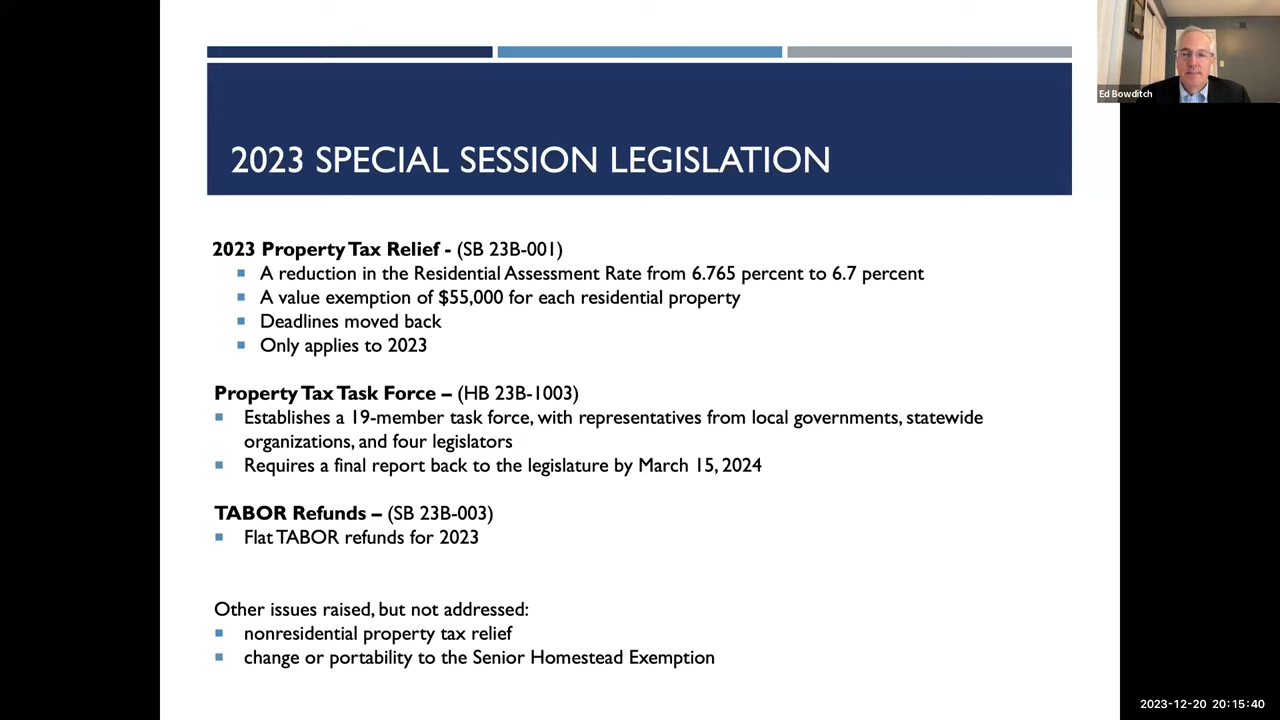 2023 SPECIAL SESSION LEGISLATION
2023 Property Tax Relief - (SB 23B-001)
A reduction in the Residential Assessment Rate from 6.765 percent to 6.7 percent
A value exemption of $55,000 for each residential property
Deadlines moved back
Only applies to 2023
Property Tax Task Force – (HB 23B-1003)
Establishes a 19-member task force, with representatives from local governments, statewide
organizations, and four legislators
Requires a final report back to the legislature by March 15, 2024
TABOR Refunds – (SB 23B-003)
Flat TABOR refunds for 2023
Other issues raised, but not addressed:
nonresidential property tax relief
change or portability to the Senior Homestead Exemption
Ed Bowditch
2023-12-20 20:15:40